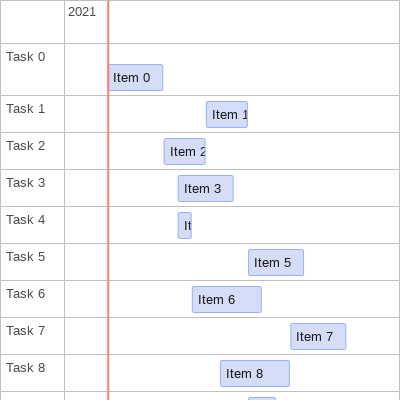 2021
Task 0
Item 0
Task 1
Item 1
Task 2
Item 2
Task 3
Item 3
Task 4
It
Task 5
Item 5
Task 6
Item 6
Task 7
Item 7
Task 8
Item 8